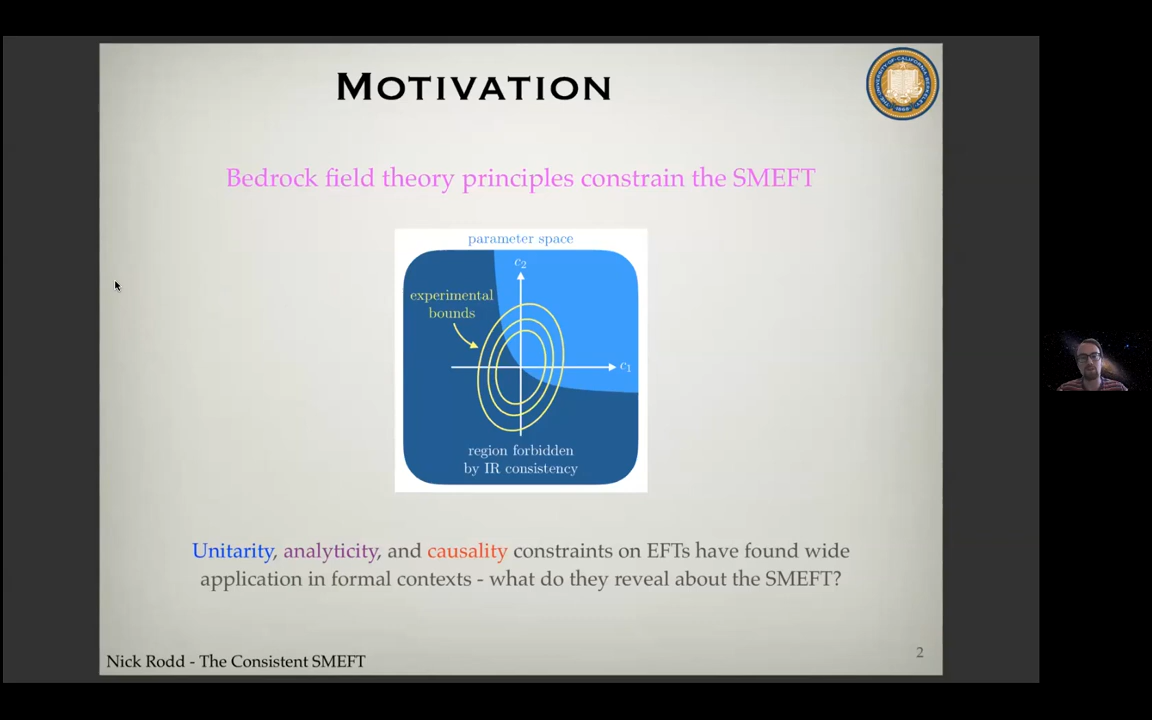 MOTIVATION
Bedrock field theory principles constrain the SMEFT
parameter space
c₂
experimental
bounds
c₁
region forbidden
by IR consistency
Unitarity, analyticity, and causality constraints on EFTs have found wide
application in formal contexts - what do they reveal about the SMEFT?
Nick Rodd - The Consistent SMEFT
2